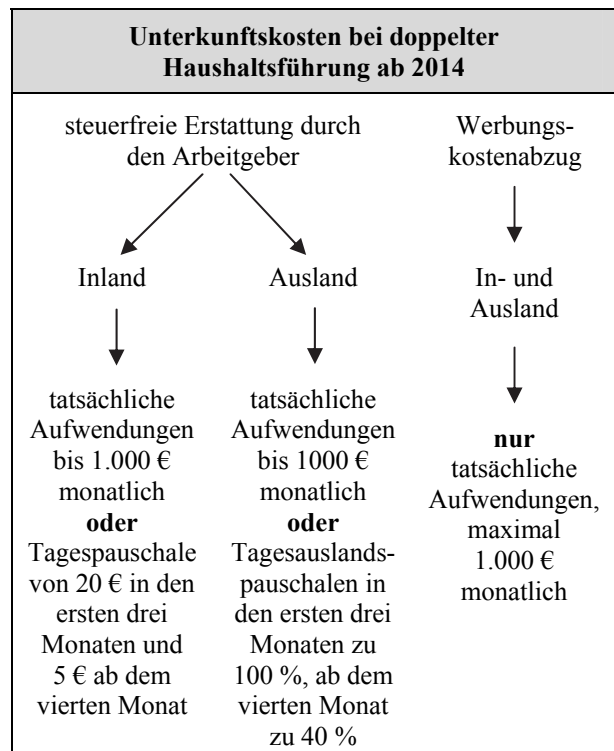 Unterkunftskosten bei doppelter
Haushaltsführung ab 2014
steuerfreie Erstattung durch
den Arbeitgeber
Werbungs-
kostenabzug
Inland
Ausland
In- und
Ausland
tatsächliche
Aufwendungen
bis 1.000 €
monatlich
oder
Tagespauschale
von 20 € in den
ersten drei
Monaten und
5 € ab dem
vierten Monat
tatsächliche
Aufwendungen
bis 1000 €
monatlich
oder
Tagesauslands-
pauschalen in
den ersten drei
Monaten zu
100 %, ab dem
vierten Monat
zu 40 %
nur
tatsächliche
Aufwendungen,
maximal
1.000 €
monatlich